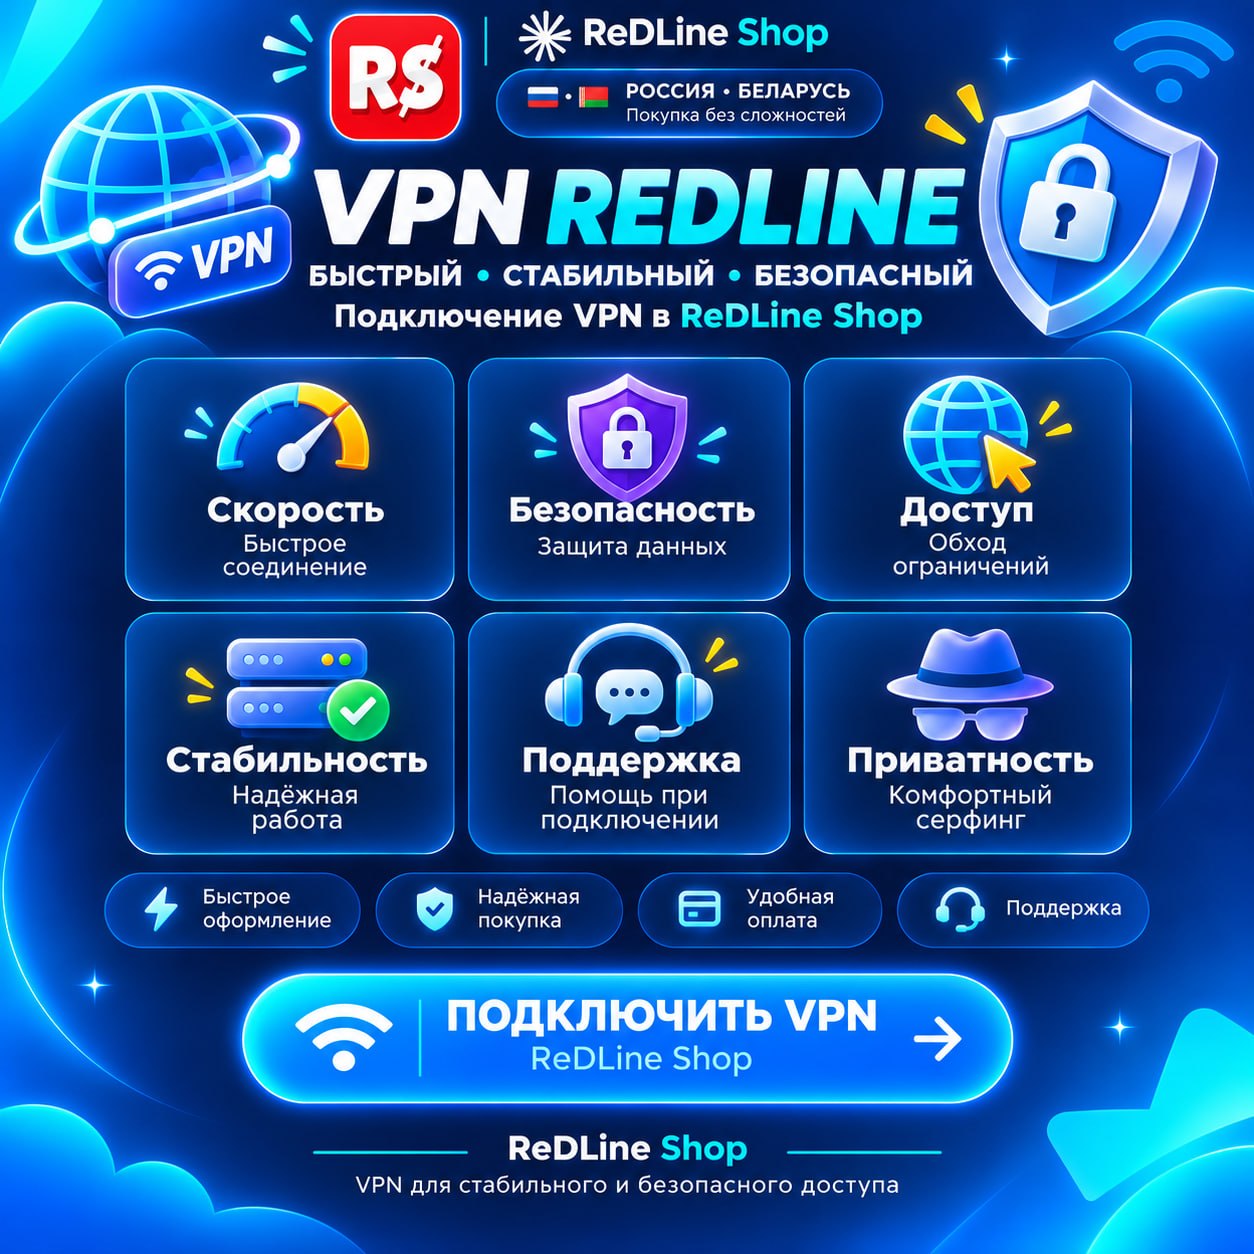 R$
ReDLine Shop
РОССИЯ • БЕЛАРУСЬ
Покупка без сложностей
VPN
VPN REDLINE
БЫСТРЫЙ • СТАБИЛЬНЫЙ • БЕЗОПАСНЫЙ
Подключение VPN в ReDLine Shop
Скорость
Быстрое
соединение
Безопасность
Защита данных
Доступ
Обход
ограничений
Стабильность
Надёжная
работа
Поддержка
Помощь при
подключении
Приватность
Комфортный
серфинг
Быстрое
оформление
Надёжная
покупка
Удобная
оплата
Поддержка
ПОДКЛЮЧИТЬ VPN
ReDLine Shop
ReDLine Shop
VPN для стабильного и безопасного доступа